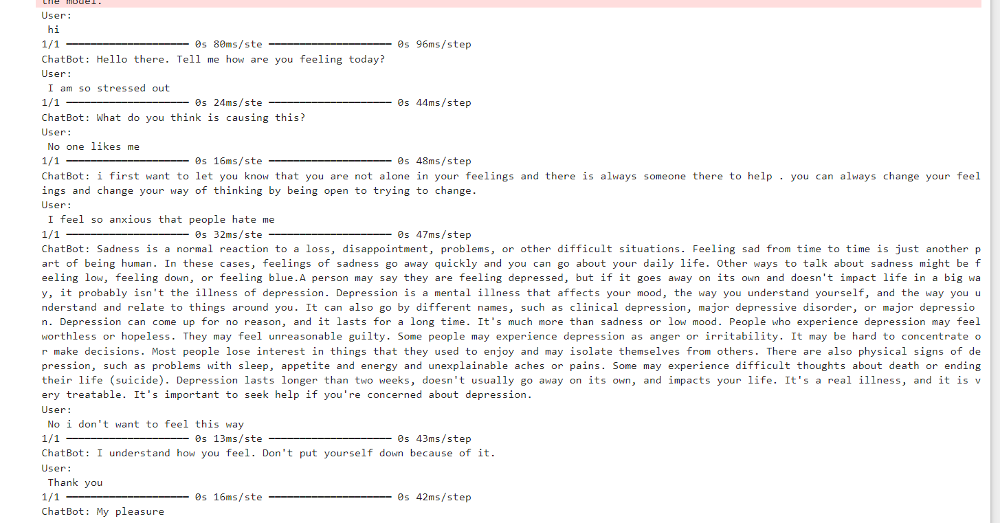 the model.
User:
 hi
1/1 ━━━━━━━━━━━━━━━━━━━━ 0s 80ms/ste ━━━━━━━━━━━━━━━━━━━━ 0s 96ms/step
ChatBot: Hello there. Tell me how are you feeling today?
User:
 I am so stressed out
1/1 ━━━━━━━━━━━━━━━━━━━━ 0s 24ms/ste ━━━━━━━━━━━━━━━━━━━━ 0s 44ms/step
ChatBot: What do you think is causing this?
User:
 No one likes me
1/1 ━━━━━━━━━━━━━━━━━━━━ 0s 16ms/ste ━━━━━━━━━━━━━━━━━━━━ 0s 48ms/step
ChatBot: i first want to let you know that you are not alone in your feelings and there is always someone there to help . you can always change your feel
ings and change your way of thinking by being open to trying to change.
User:
 I feel so anxious that people hate me
1/1 ━━━━━━━━━━━━━━━━━━━━ 0s 32ms/ste ━━━━━━━━━━━━━━━━━━━━ 0s 47ms/step
ChatBot: Sadness is a normal reaction to a loss, disappointment, problems, or other difficult situations. Feeling sad from time to time is just another p
art of being human. In these cases, feelings of sadness go away quickly and you can go about your daily life. Other ways to talk about sadness might be f
eeling low, feeling down, or feeling blue.A person may say they are feeling depressed, but if it goes away on its own and doesn't impact life in a big wa
y, it probably isn't the illness of depression. Depression is a mental illness that affects your mood, the way you understand yourself, and the way you u
nderstand and relate to things around you. It can also go by different names, such as clinical depression, major depressive disorder, or major depressio
n. Depression can come up for no reason, and it lasts for a long time. It's much more than sadness or low mood. People who experience depression may feel
worthless or hopeless. They may feel unreasonable guilty. Some people may experience depression as anger or irritability. It may be hard to concentrate o
r make decisions. Most people lose interest in things that they used to enjoy and may isolate themselves from others. There are also physical signs of de
pression, such as problems with sleep, appetite and energy and unexplainable aches or pains. Some may experience difficult thoughts about death or ending
their life (suicide). Depression lasts longer than two weeks, doesn't usually go away on its own, and impacts your life. It's a real illness, and it is v
ery treatable. It's important to seek help if you're concerned about depression.
User:
 No i don't want to feel this way
1/1 ━━━━━━━━━━━━━━━━━━━━ 0s 13ms/ste ━━━━━━━━━━━━━━━━━━━━ 0s 43ms/step
ChatBot: I understand how you feel. Don't put yourself down because of it.
User:
 Thank you
1/1 ━━━━━━━━━━━━━━━━━━━━ 0s 16ms/ste ━━━━━━━━━━━━━━━━━━━━ 0s 42ms/step
ChatBot: My pleasure